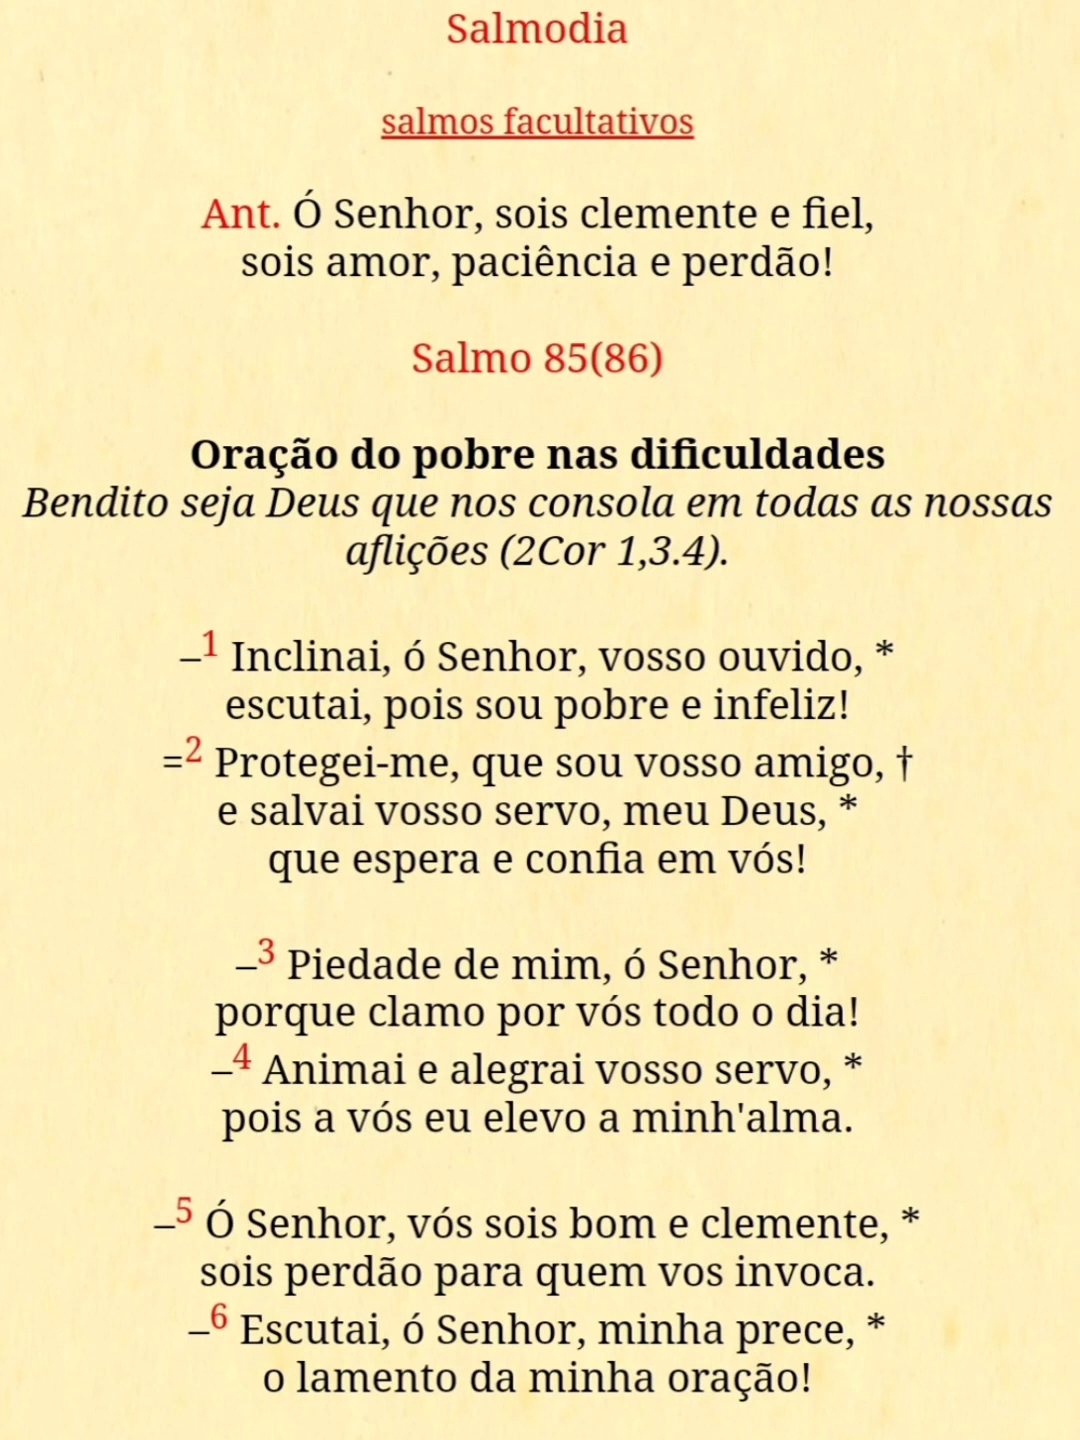 Salmodia
salmos facultativos
Ant. Ó Senhor, sois clemente e fiel,
sois amor, paciência e perdão!
Salmo 85(86)
Oração do pobre nas dificuldades
Bendito seja Deus que nos consola em todas as nossas
aflições (2Cor 1,3.4).
–1 Inclinai, ó Senhor, vosso ouvido, *
escutai, pois sou pobre e infeliz!
=2 Protegei-me, que sou vosso amigo, †
e salvai vosso servo, meu Deus, *
que espera e confia em vós!
–3 Piedade de mim, ó Senhor, *
porque clamo por vós todo o dia!
–4 Animai e alegrai vosso servo, *
pois a vós eu elevo a minh'alma.
–5 Ó Senhor, vós sois bom e clemente, *
sois perdão para quem vos invoca.
–6 Escutai, ó Senhor, minha prece, *
o lamento da minha oração!